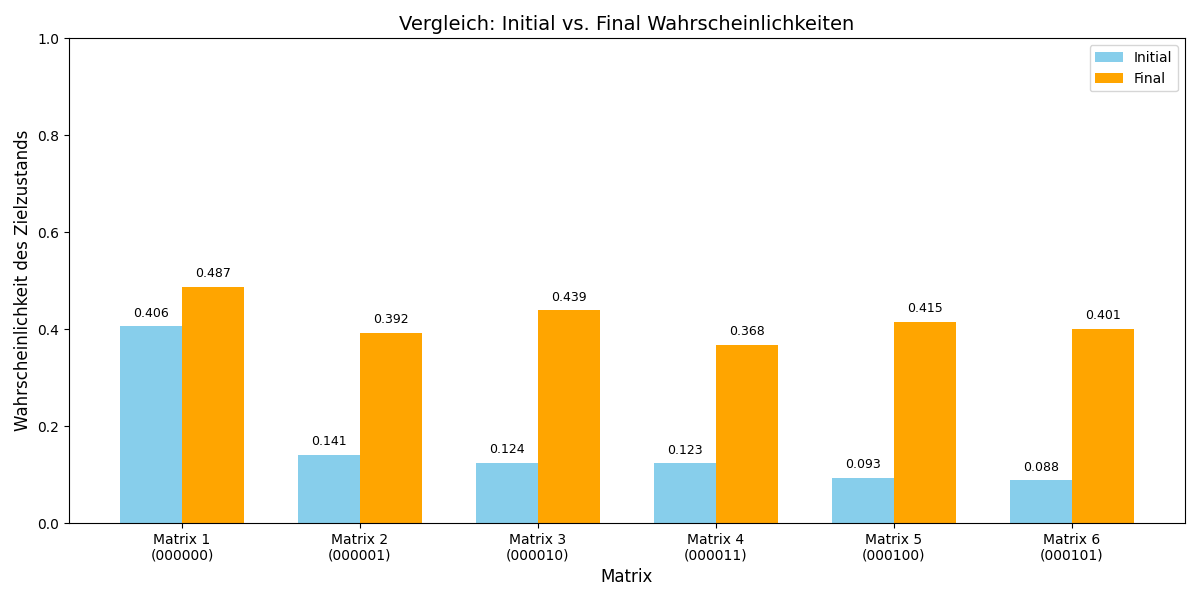 Vergleich: Initial vs. Final Wahrscheinlichkeiten
Wahrscheinlichkeit des Zielzustands
1.0
0.8
0.6
0.4
0.2
0.0
Initial
Final
0.406
0.487
0.141
0.392
0.124
0.439
0.123
0.368
0.093
0.415
0.088
0.401
Matrix 1
(000000)
Matrix 2
(000001)
Matrix 3
(000010)
Matrix 4
(000011)
Matrix 5
(000100)
Matrix 6
(000101)
Matrix